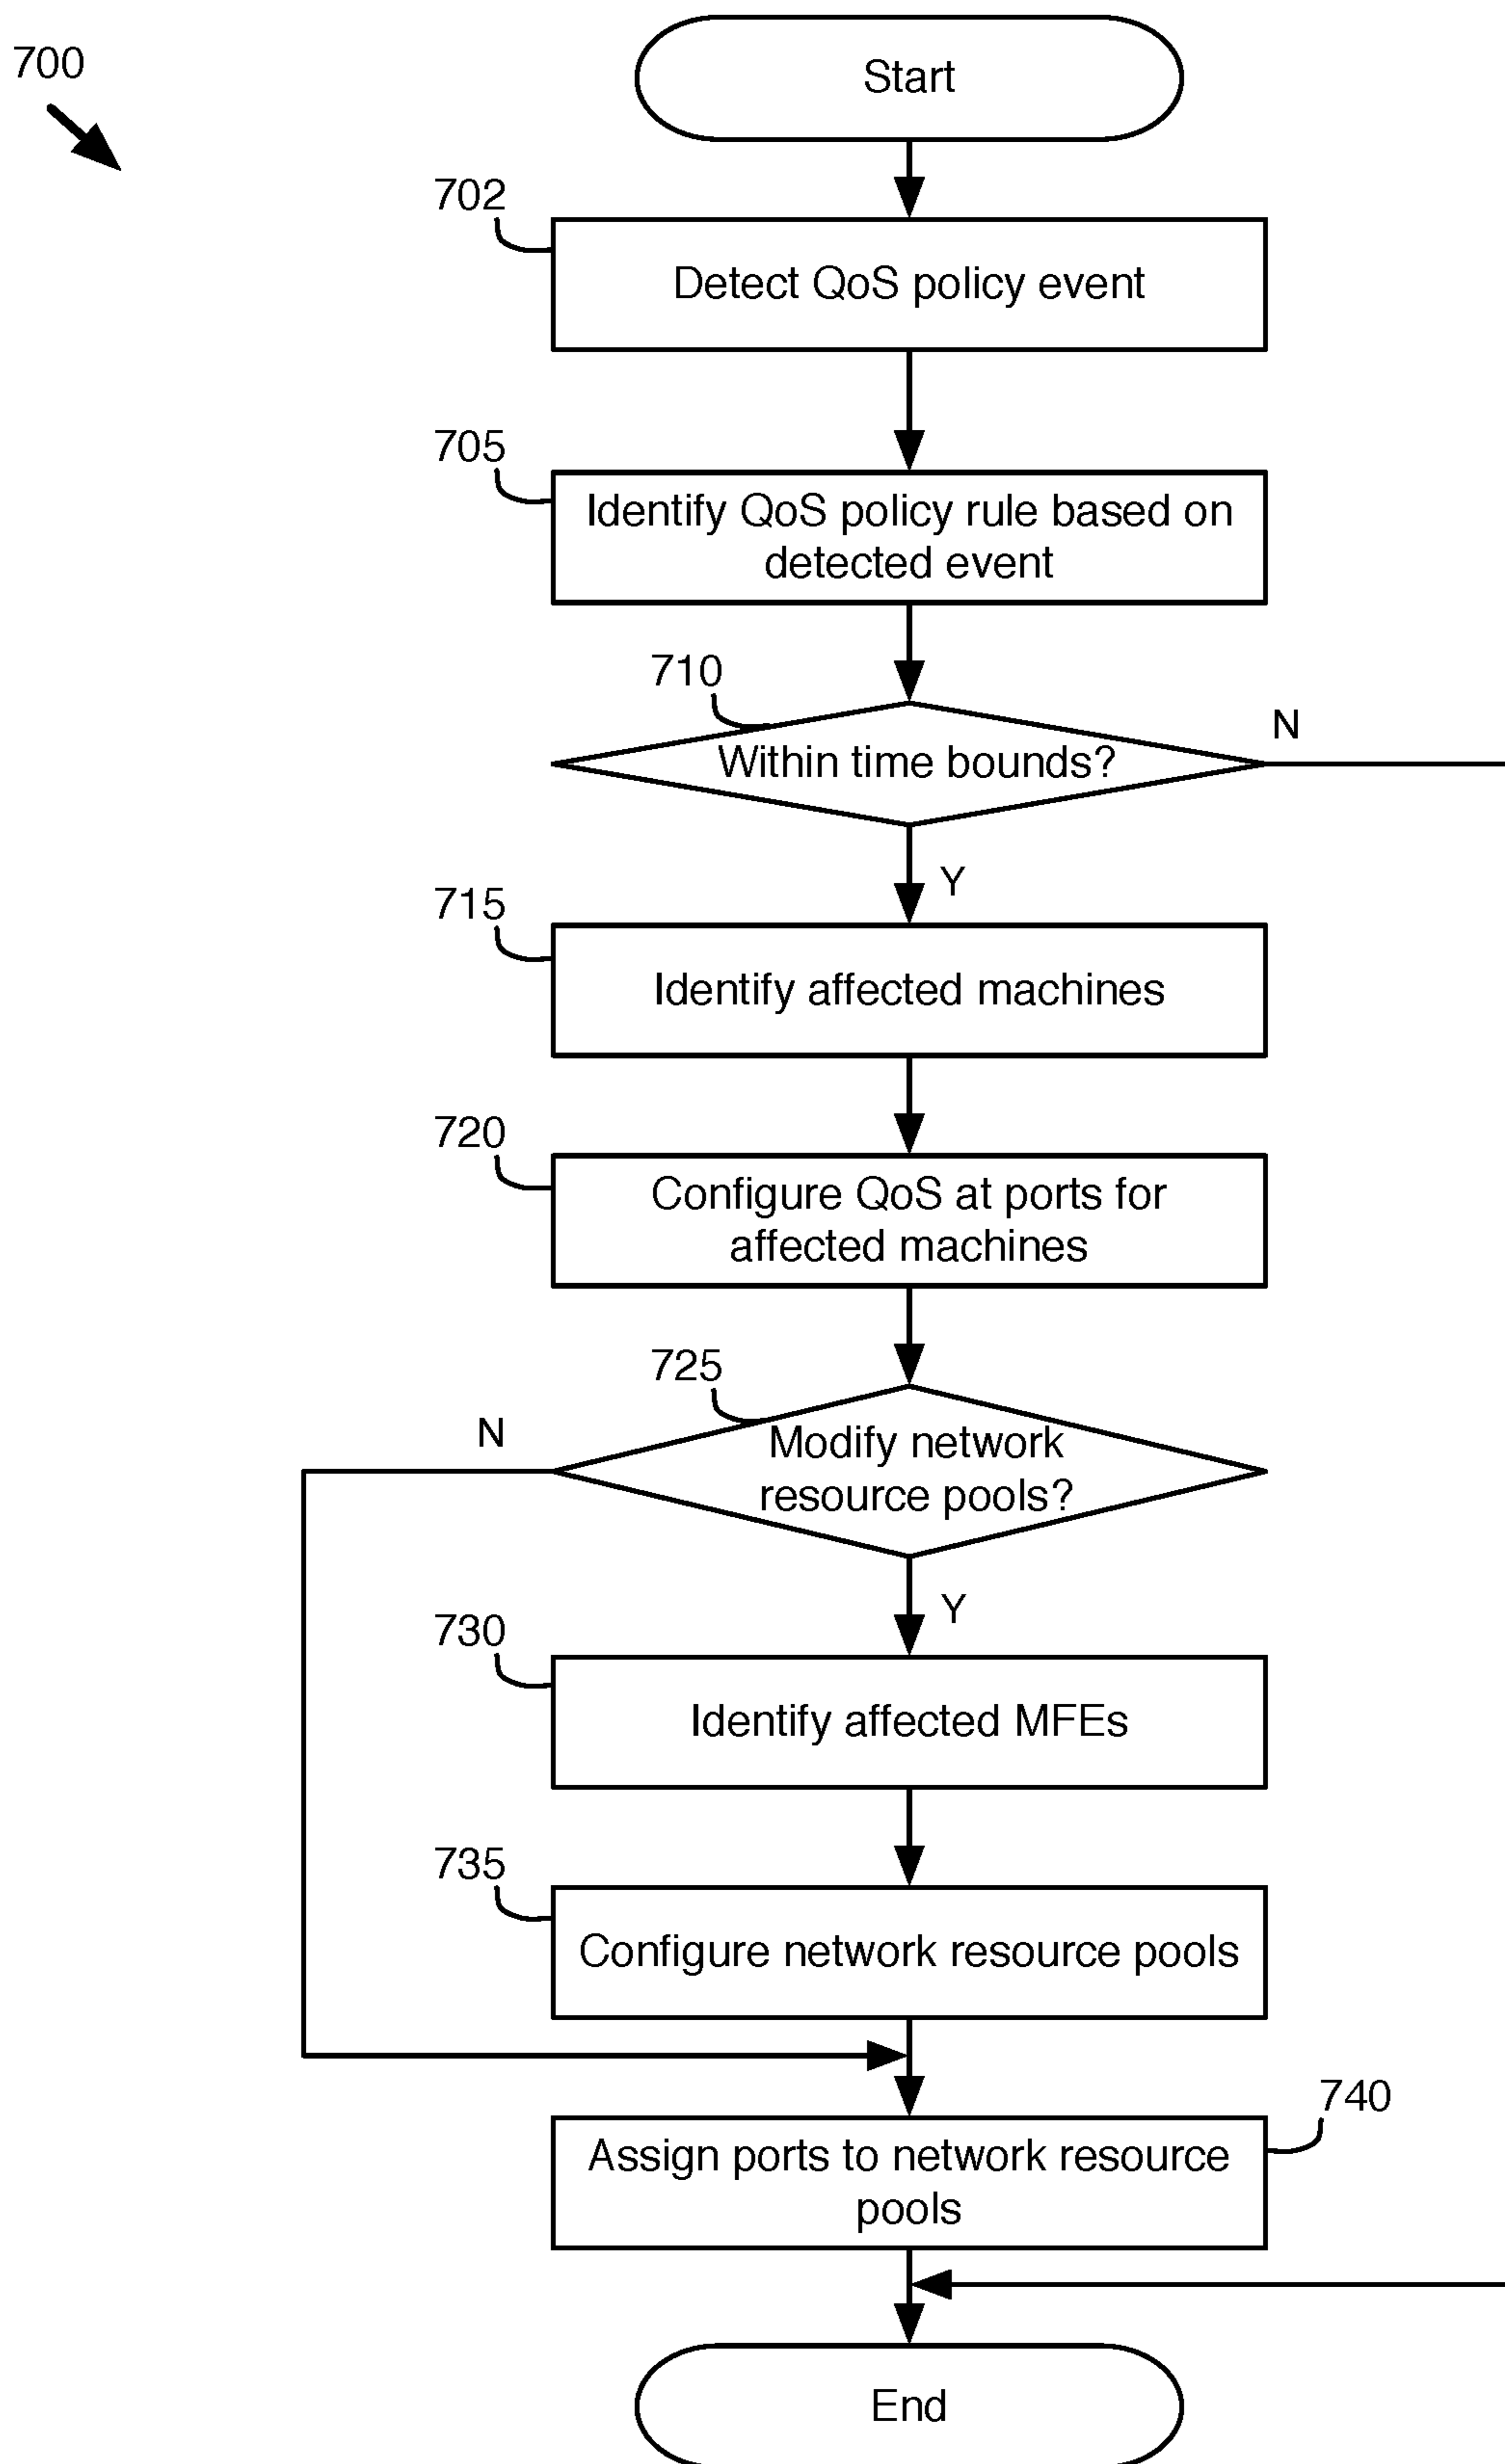 700
Start
702
Detect QoS policy event
705
Identify QoS policy rule based on
detected event
710
Within time bounds?
N
Y
715
Identify affected machines
720
Configure QoS at ports for
affected machines
725
Modify network
resource pools?
N
Y
730
Identify affected MFEs
735
Configure network resource pools
740
Assign ports to network resource
pools
End